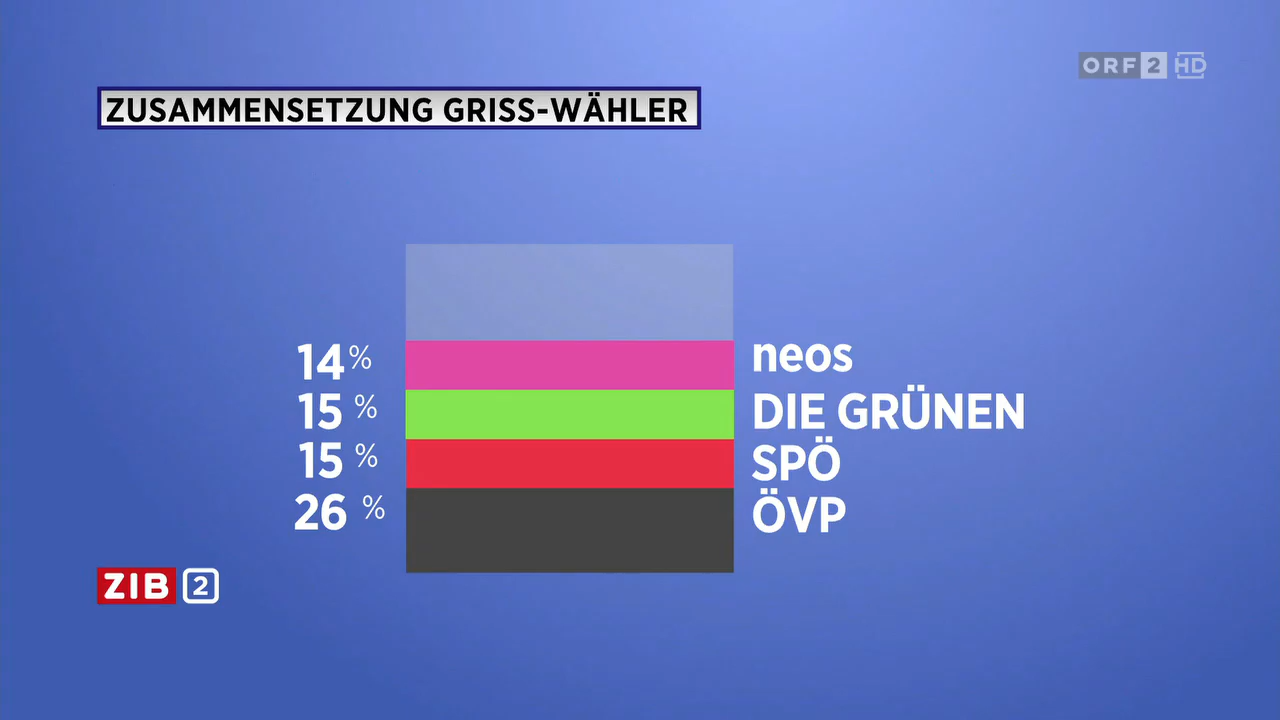 ORF 2 HD
ZUSAMMENSETZUNG GRISS-WÄHLER
14 % neos
15 % DIE GRÜNEN
15 % SPÖ
26 % ÖVP
ZIB 2